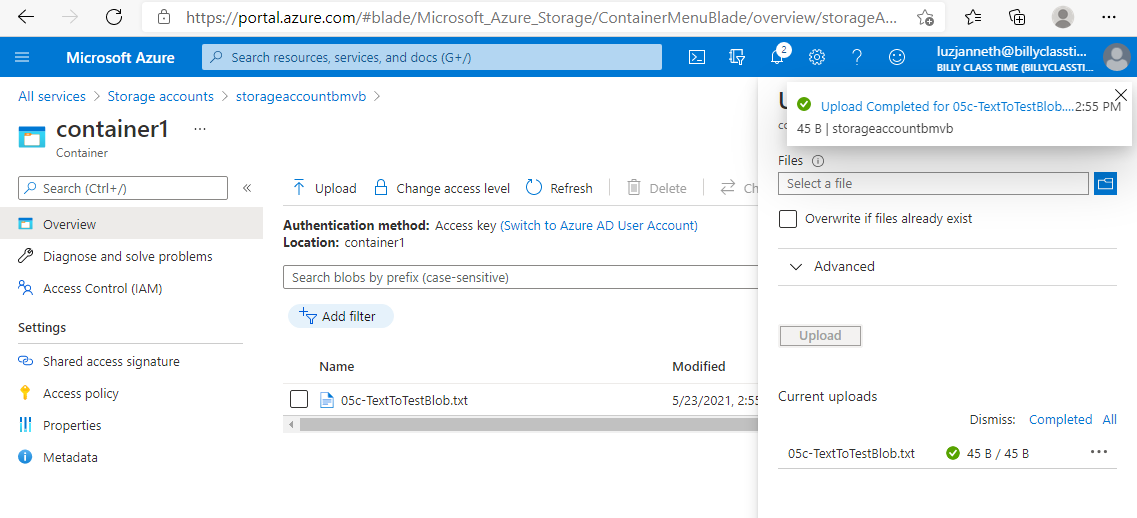 https://portal.azure.com/#blade/Microsoft_Azure_Storage/ContainerMenuBlade/overview/storageA...
Microsoft Azure
Search resources, services, and docs (G+/)
2
luzjanneth@billyclassti...
BILLY CLASS TIME (BILLYCLASSTI...
All services > Storage accounts > storageaccountbmvb >
container1 ...
Container
Search (Ctrl+/)
«
Overview
Diagnose and solve problems
Access Control (IAM)
Settings
Shared access signature
Access policy
Properties
Metadata
Upload
Change access level
Refresh
Delete
Ch
Authentication method: Access key (Switch to Azure AD User Account)
Location: container1
Search blobs by prefix (case-sensitive)
Add filter
Name Modified
05c-TextToTestBlob.txt 5/23/2021, 2:55
Upload Completed for 05c-TextToTestBlob....2:55 PM
45 B | storageaccountbmvb
Files
Select a file
Overwrite if files already exist
Advanced
Upload
Current uploads
Dismiss: Completed All
05c-TextToTestBlob.txt 45 B / 45 B ...